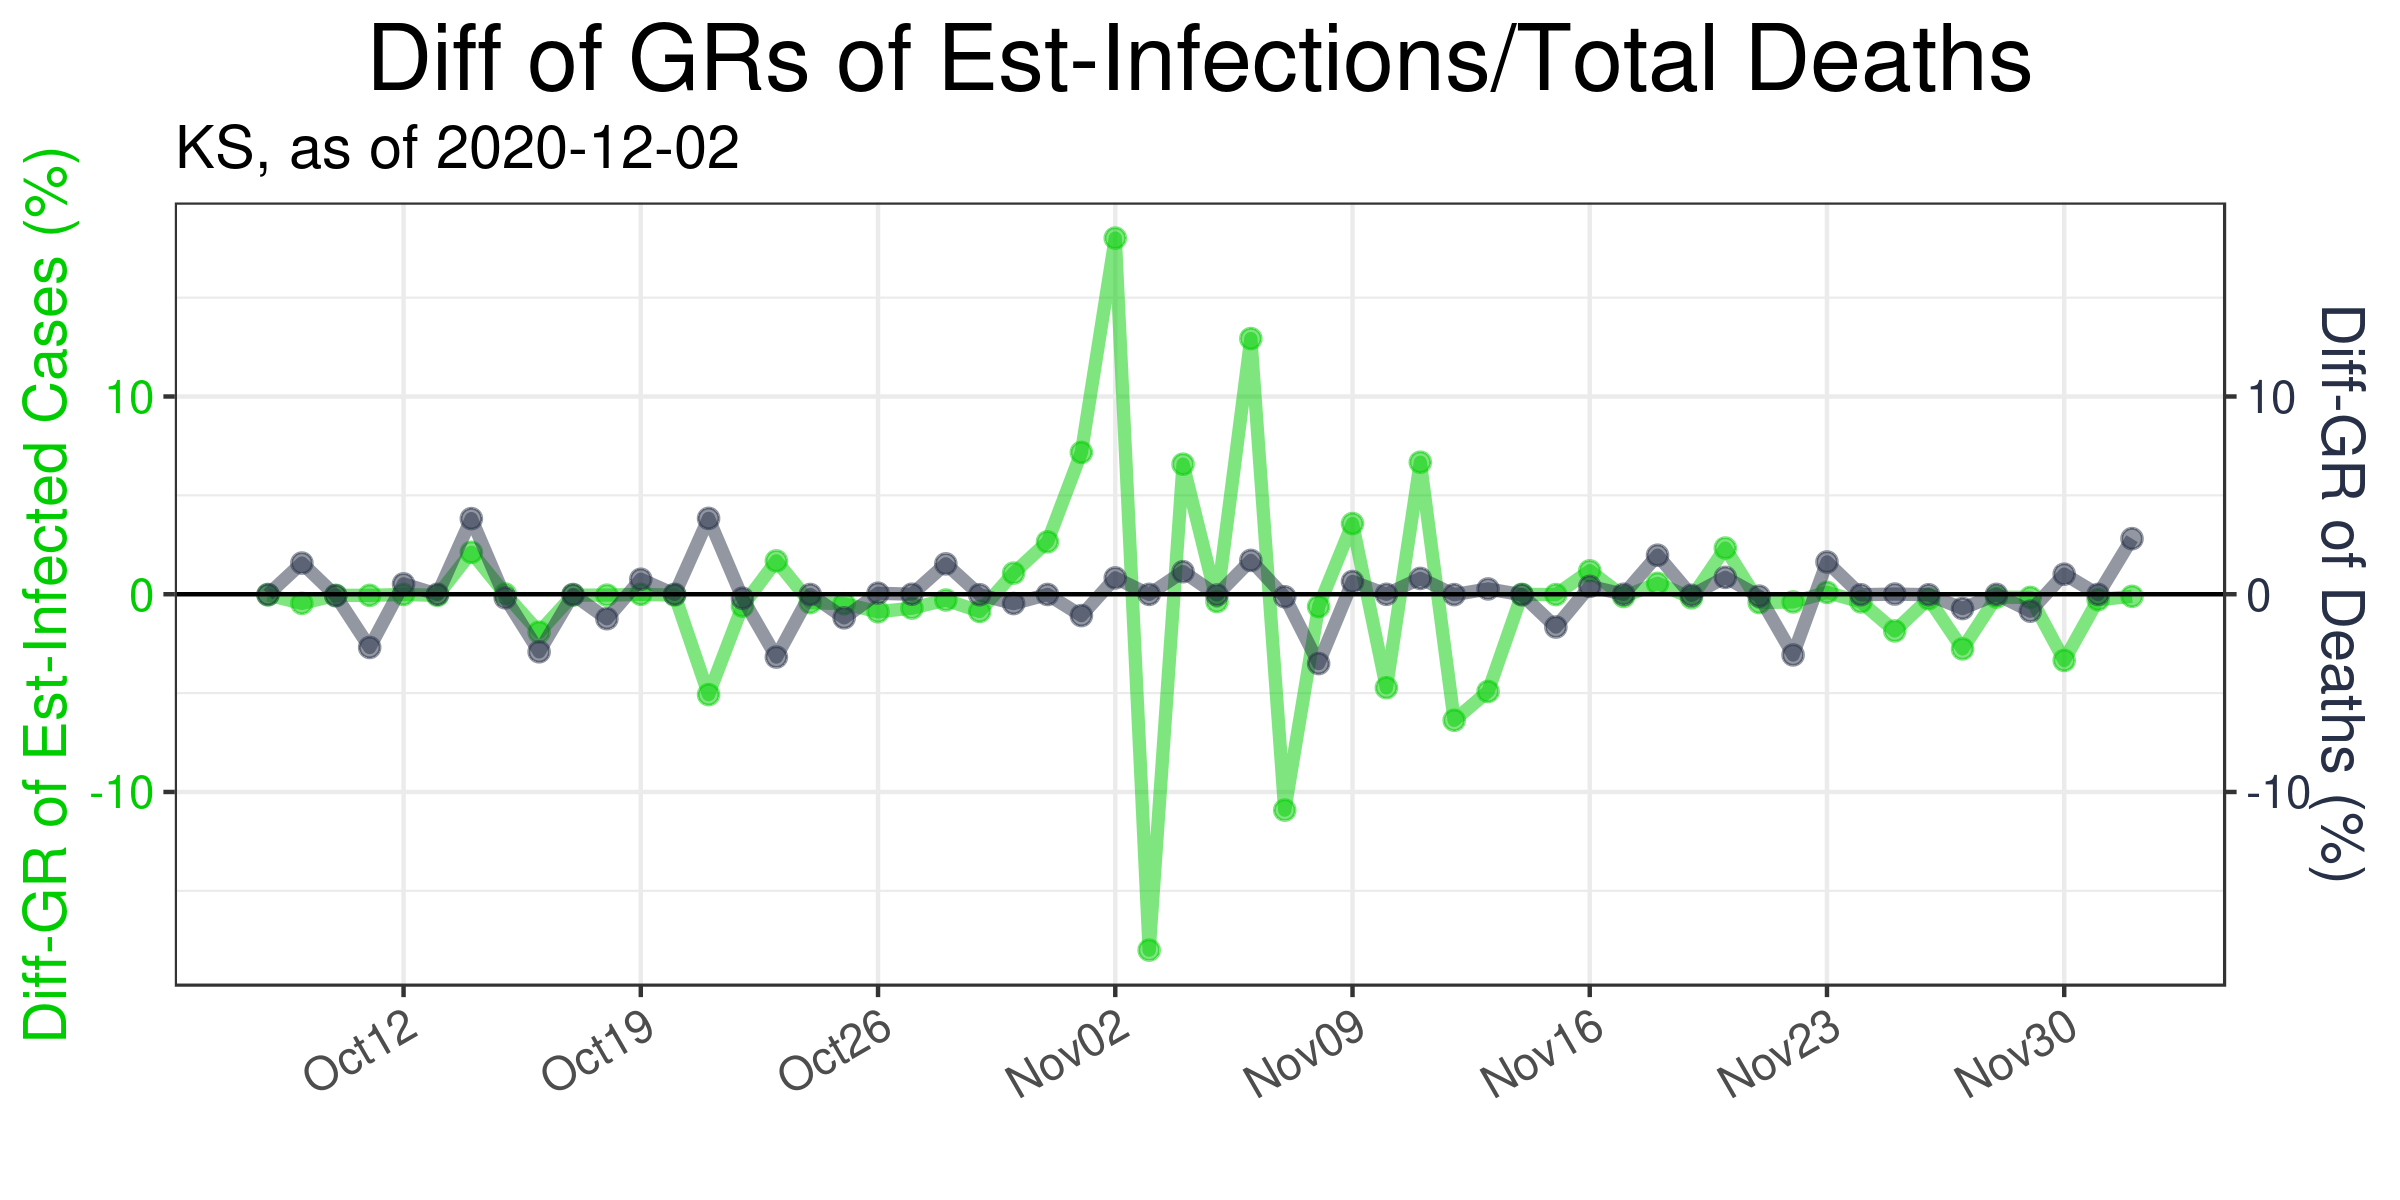 Diff of GRs of Est-Infections/Total Deaths
KS, as of 2020-12-02
Diff-GR of Est-Infected Cases (%)
10
0
-10
10
0
-10
Diff-GR of Deaths (%)
Oct12
Oct19
Oct26
Nov02
Nov09
Nov16
Nov23
Nov30